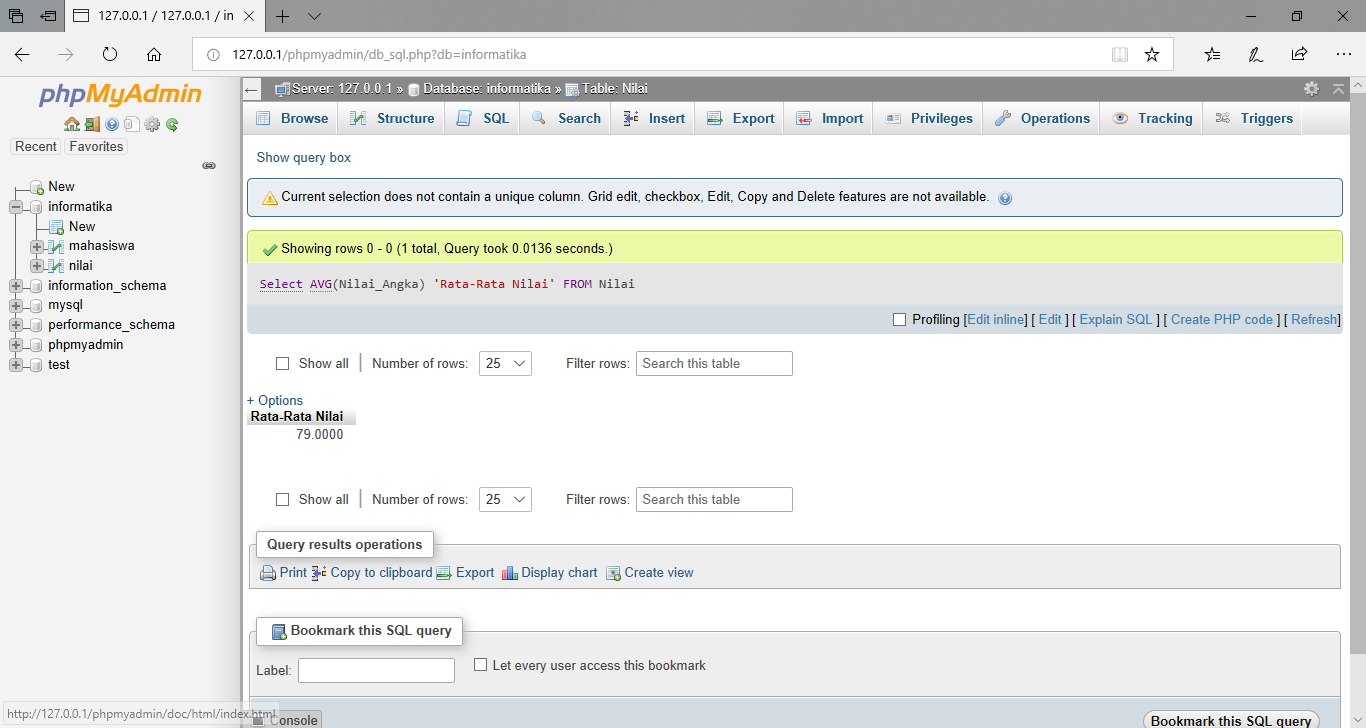 127.0.0.1 / 127.0.0.1 / in
127.0.0.1/phpmyadmin/db_sql.php?db=informatika
phpMyAdmin
Recent Favorites
New
informatika
New
mahasiswa
nilai
information_schema
mysql
performance_schema
phpmyadmin
test
Server: 127.0.0.1 » Database: informatika » Table: Nilai
Browse Structure SQL Search Insert Export Import Privileges Operations Tracking Triggers
Show query box
Current selection does not contain a unique column. Grid edit, checkbox, Edit, Copy and Delete features are not available.
Showing rows 0 - 0 (1 total, Query took 0.0136 seconds.)
Select AVG(Nilai_Angka) 'Rata-Rata Nilai' FROM Nilai
Profiling [Edit inline] [ Edit ] [ Explain SQL ] [ Create PHP code ] [ Refresh]
Show all | Number of rows: 25 Filter rows: Search this table
+ Options
Rata-Rata Nilai
79.0000
Show all | Number of rows: 25 Filter rows: Search this table
Query results operations
Print Copy to clipboard Export Display chart Create view
Bookmark this SQL query
Label: Let every user access this bookmark
http://127.0.0.1/phpmyadmin/doc/html/index.html
Console
Bookmark this SQL query